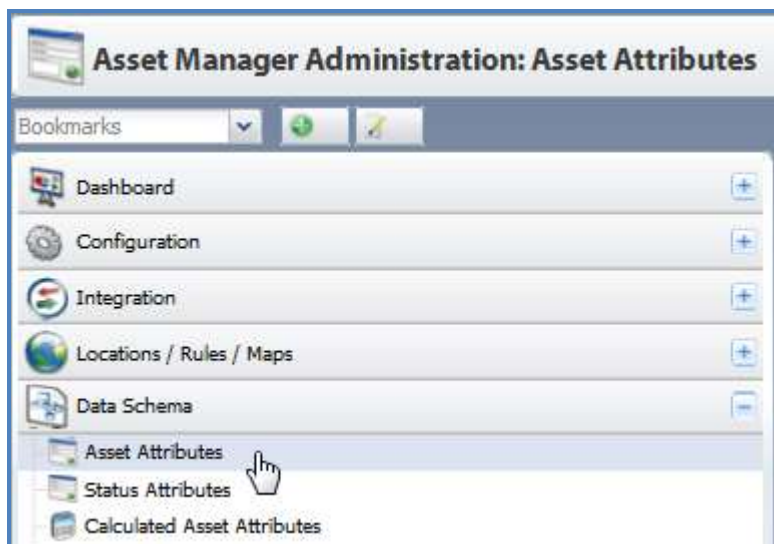 Asset Manager Administration: Asset Attributes
Bookmarks
Dashboard
Configuration
Integration
Locations / Rules / Maps
Data Schema
Asset Attributes
Status Attributes
Calculated Asset Attributes